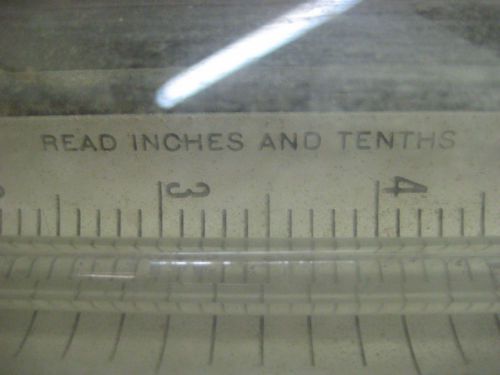 READ INCHES AND TENTHS
3 4